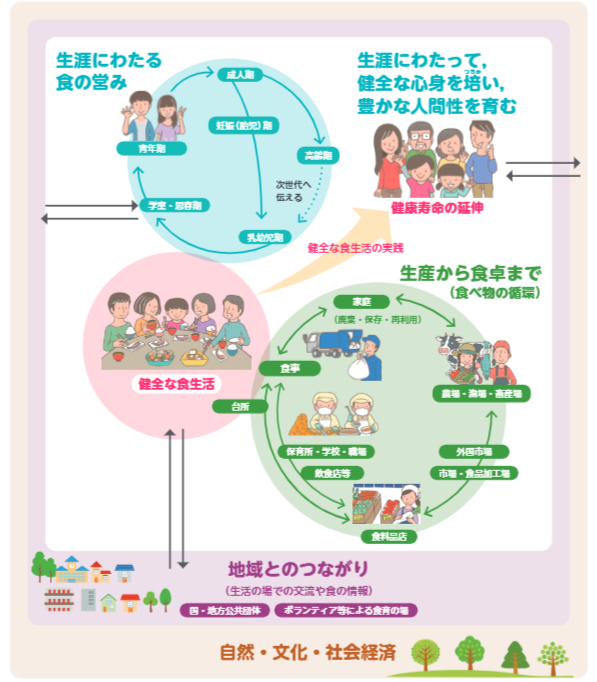 生涯にわたる
食の営み
成人期
妊娠(胎児)期
青年期
高齢期
次世代へ
伝える
学童・思春期
乳幼児期
生涯にわたって,
つちか
健全な心身を培い,
豊かな人間性を育む
健康寿命の延伸
健全な食生活の実践
健全な食生活
生産から食卓まで
(食べ物の循環)
家庭
(廃棄・保存・再利用)
食事
農場・漁場・畜産場
台所
保育所・学校・職場
飲食店等
外国市場
市場・食品加工場
食料品店
地域とのつながり
(生活の場での交流や食の情報)
国・地方公共団体
ボランティア等による食育の場
自然・文化・社会経済